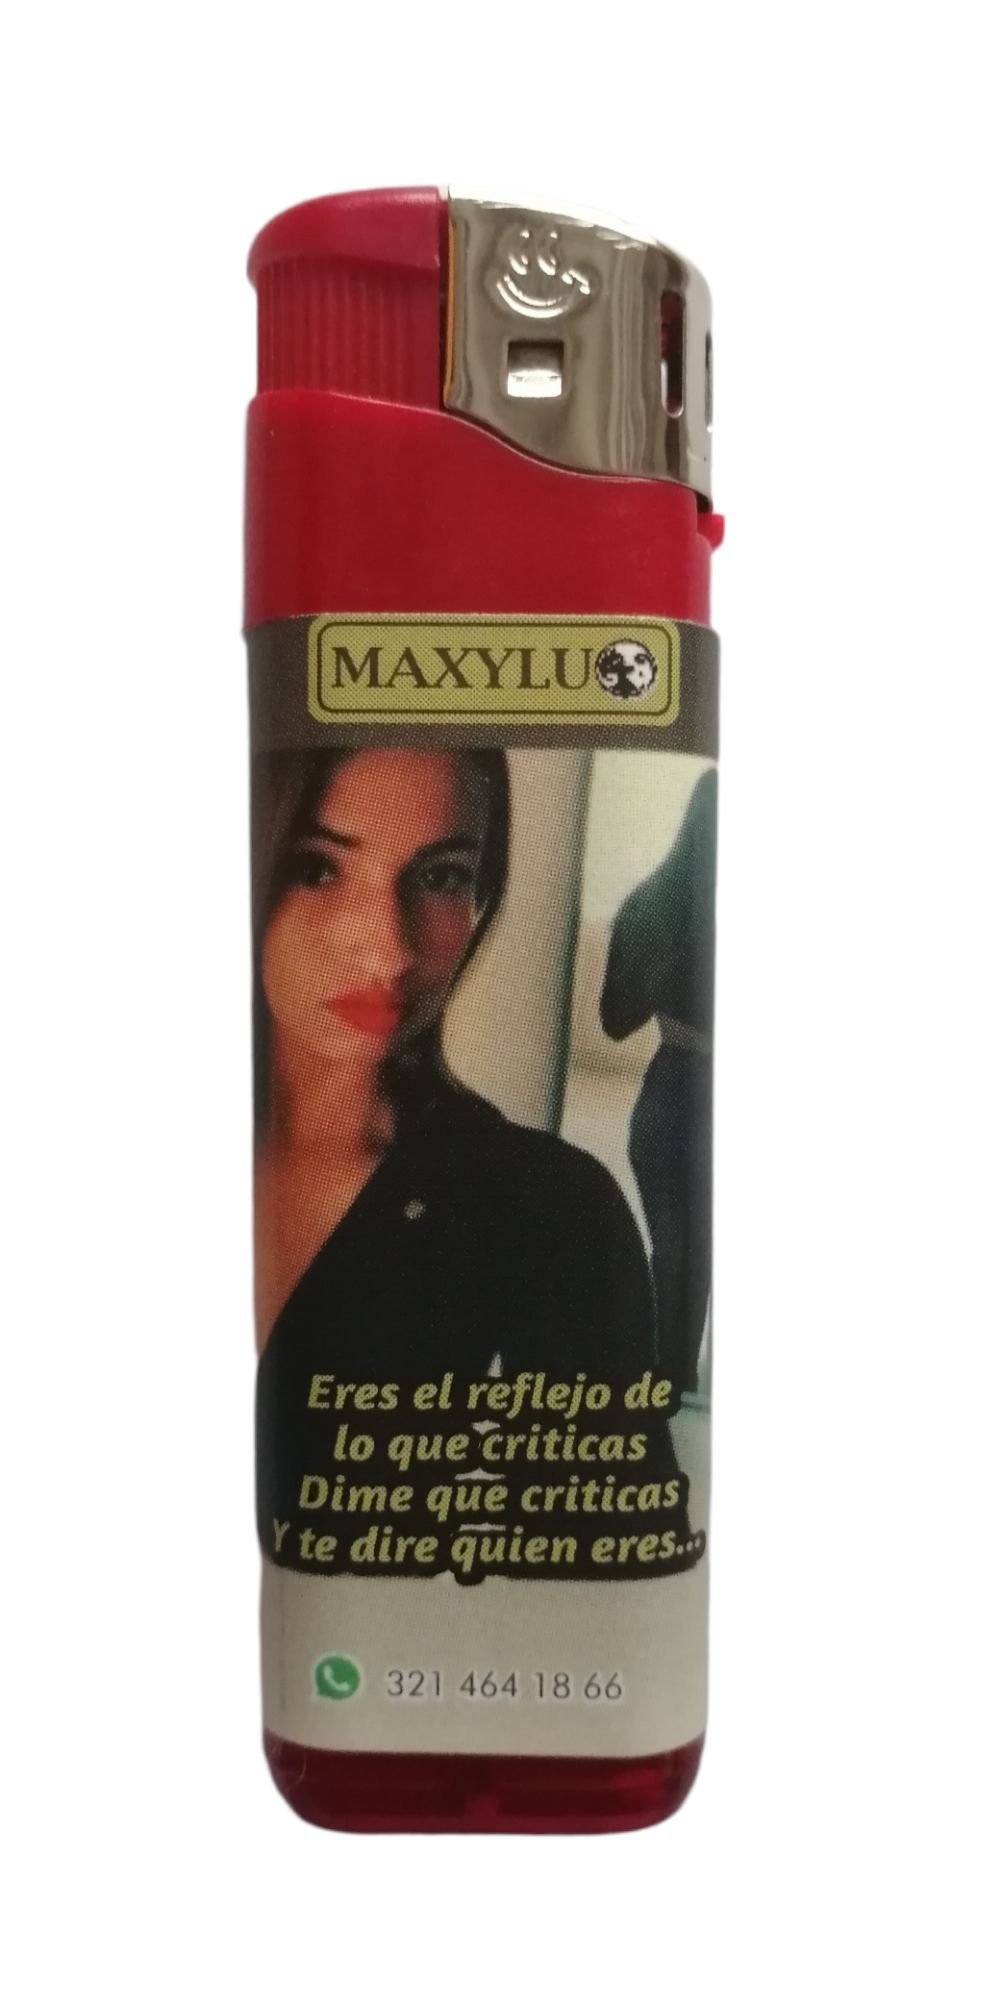 MAXYLU
Eres el reflejo de
lo que criticas
Dime que criticas
Y te dire quien eres...
321 464 18 66